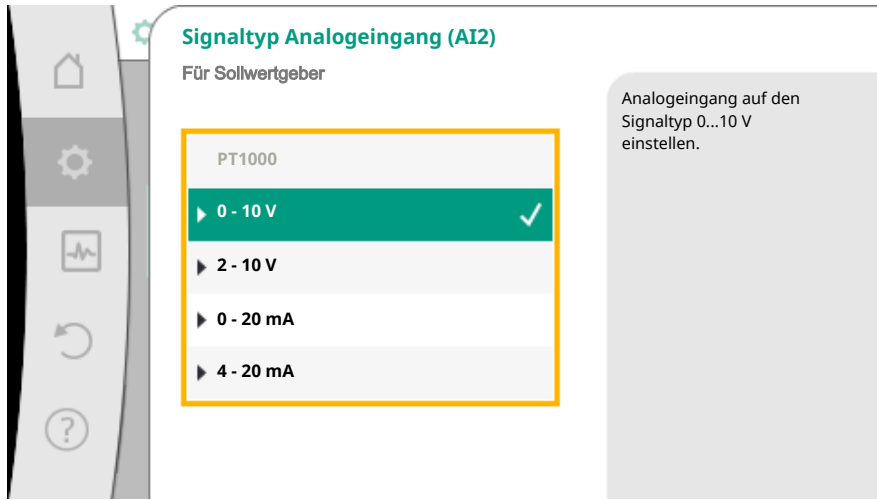 Signaltyp Analogeingang (AI2)
Für Sollwertgeber
PT1000
0 - 10 V
2 - 10 V
0 - 20 mA
4 - 20 mA
Analogeingang auf den
Signaltyp 0...10 V
einstellen.
?